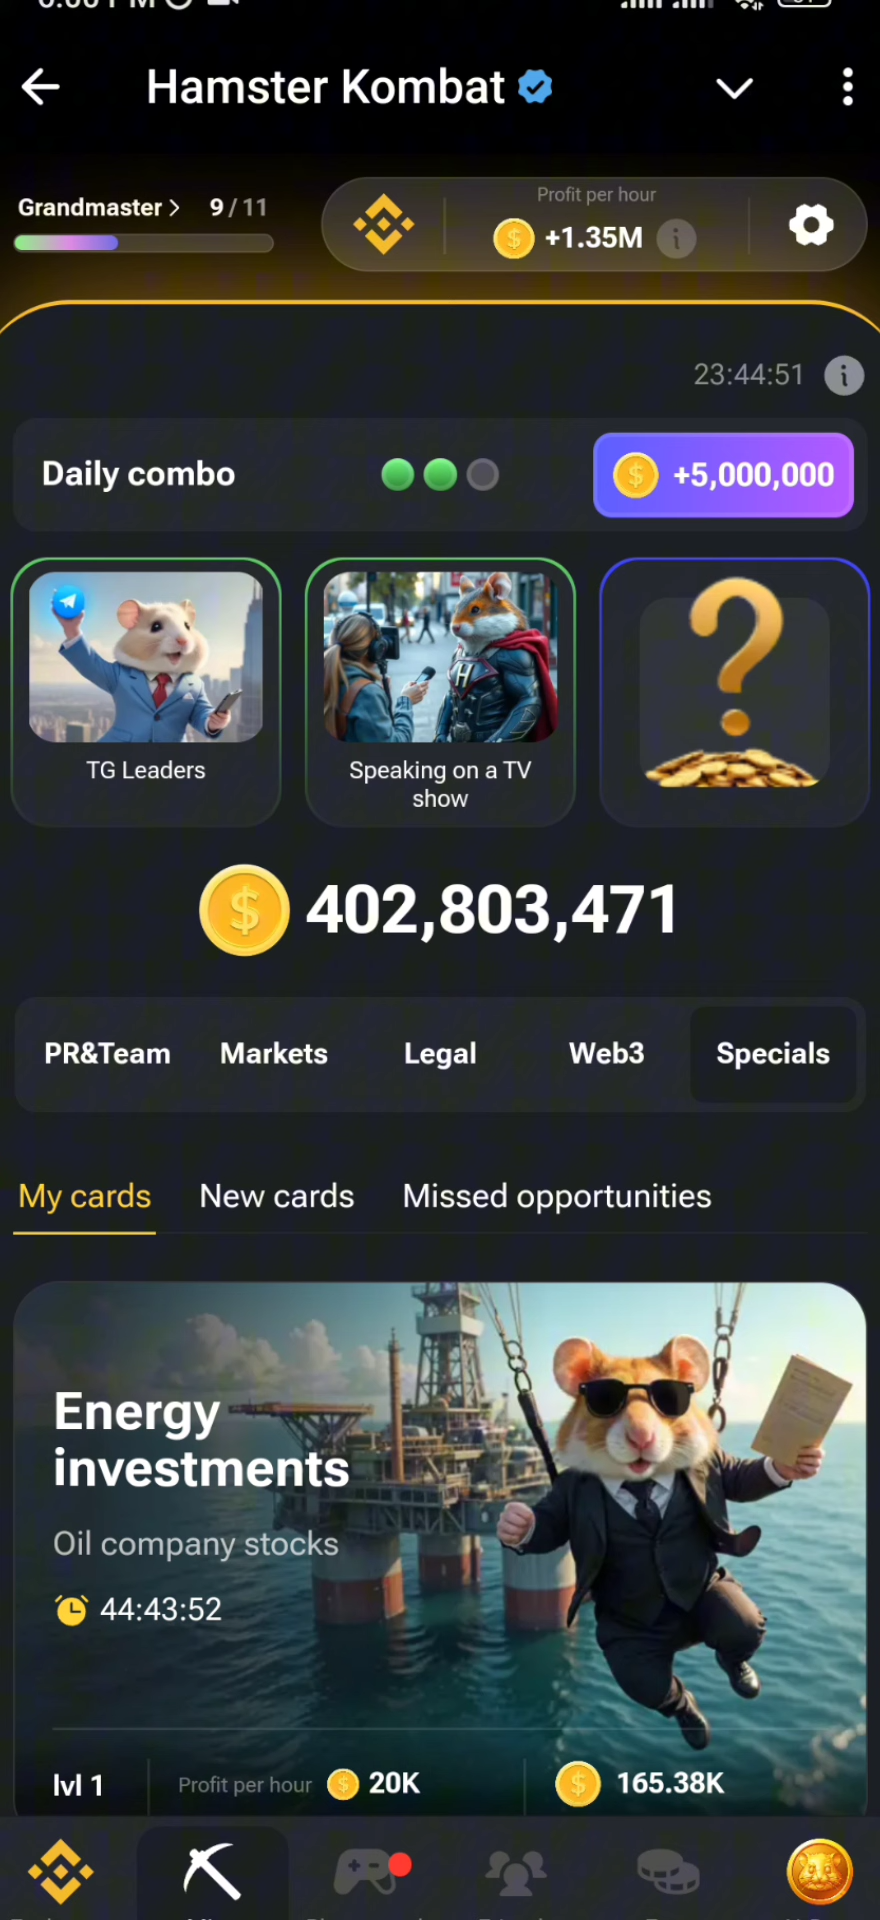 Hamster Kombat
Grandmaster > 9 / 11
Profit per hour
+1.35M
23:44:51
Daily combo
+5,000,000
TG Leaders
Speaking on a TV
show
402,803,471
PR&Team Markets Legal Web3 Specials
My cards New cards Missed opportunities
Energy
investments
Oil company stocks
44:43:52
lvl 1 Profit per hour 20K 165.38K